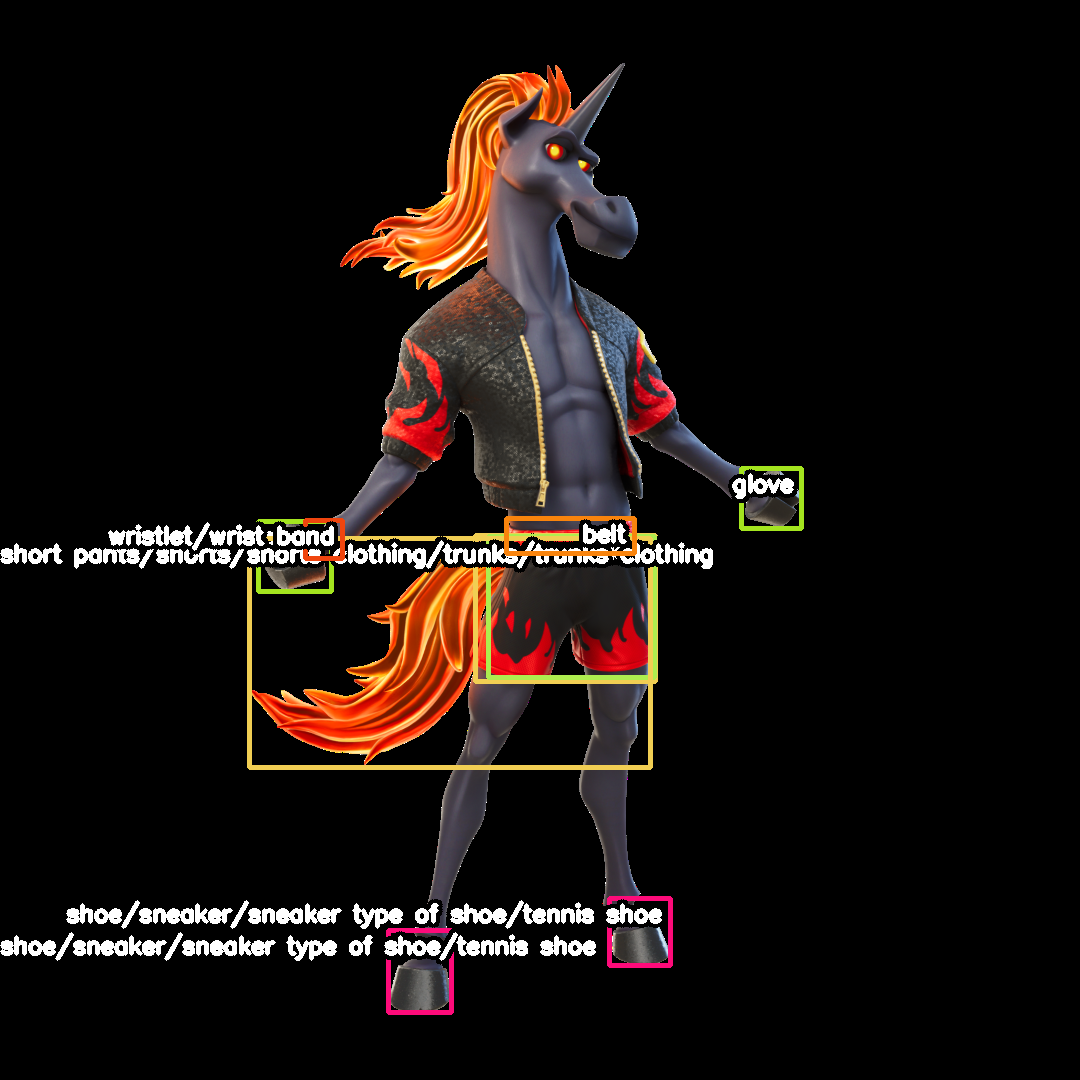 glove
wristlet/wrist band
belt
short pants/shorts/shorts clothing/trunks/trunks clothing
shoe/sneaker/sneaker type of shoe/tennis shoe
shoe/sneaker/sneaker type of shoe/tennis shoe